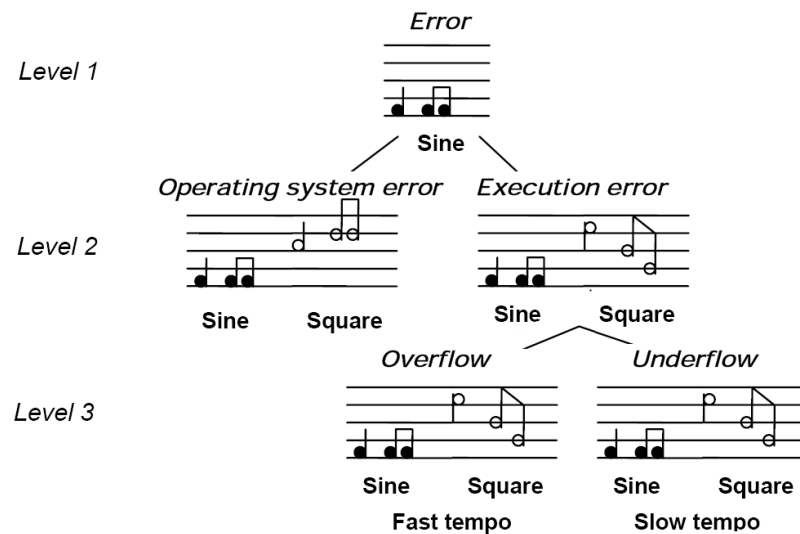 Error
Level 1
Sine
Operating system error Execution error
Level 2
Sine Square Sine Square
Overflow Underflow
Level 3
Sine Square Sine Square
Fast tempo Slow tempo